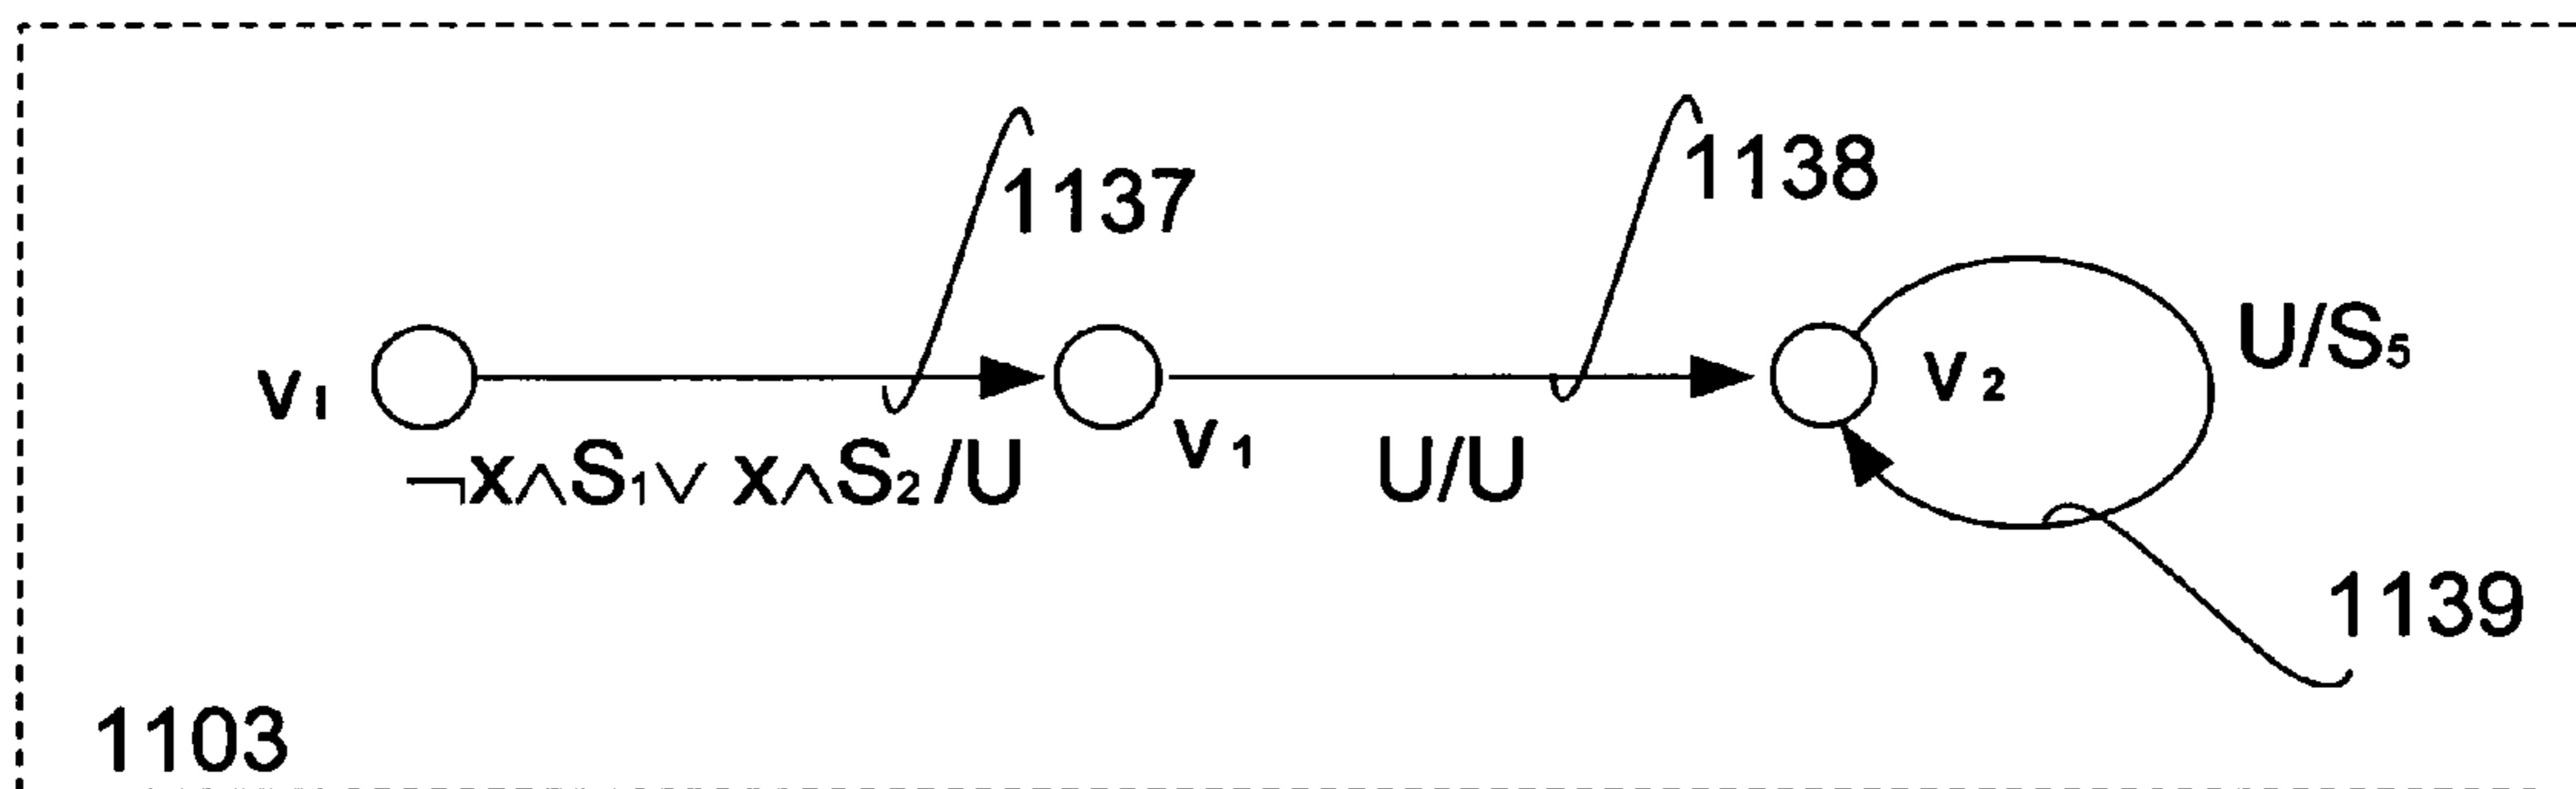 1137
1138
U/S₅
v₁ v₂
¬x∧S₁∨ x∧S₂/U
v₁
U/U
1139
1103